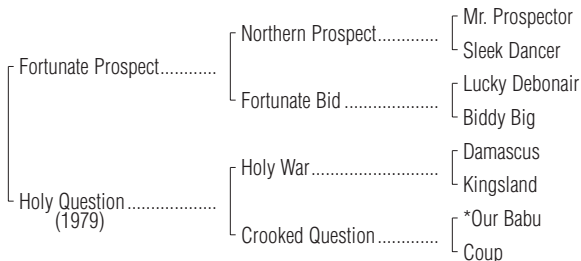 Mr. Prospector
Northern Prospect..............
Sleek Dancer
Fortunate Prospect............
Lucky Debonair
Fortunate Bid .....................
Biddy Big
Damascus
Holy War.............................
Kingsland
Holy Question ....................
(1979)
*Our Babu
Crooked Question..............
Coup